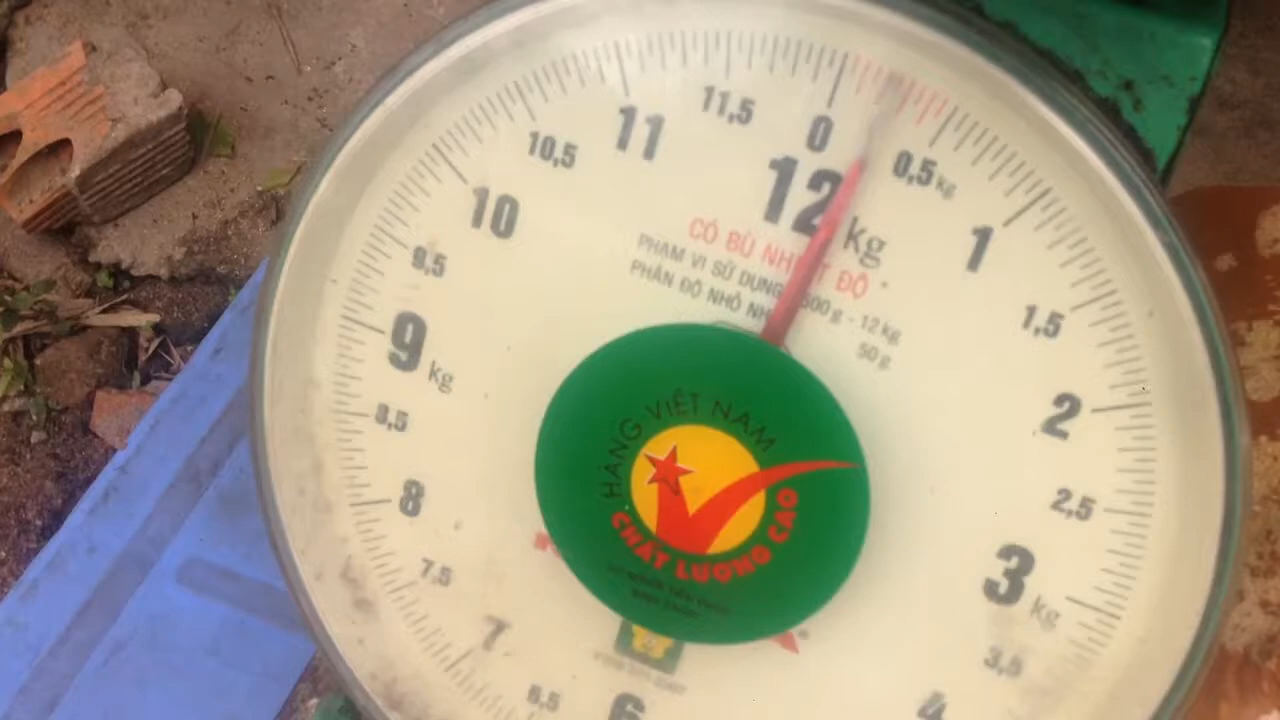 0
0,5 kg
1
1,5
2
2,5
3 kg
3,5
4
6
7
7,5
8
8,5
9 kg
9,5
10
10,5
11
11,5
12 kg
CÓ BÙ NHIỆT ĐỘ
PHẠM VI SỬ DỤNG 500 g - 12 kg
PHÂN ĐỘ NHỎ NH
50 g
HÀNG VIỆT NAM
CHẤT LƯỢNG CAO